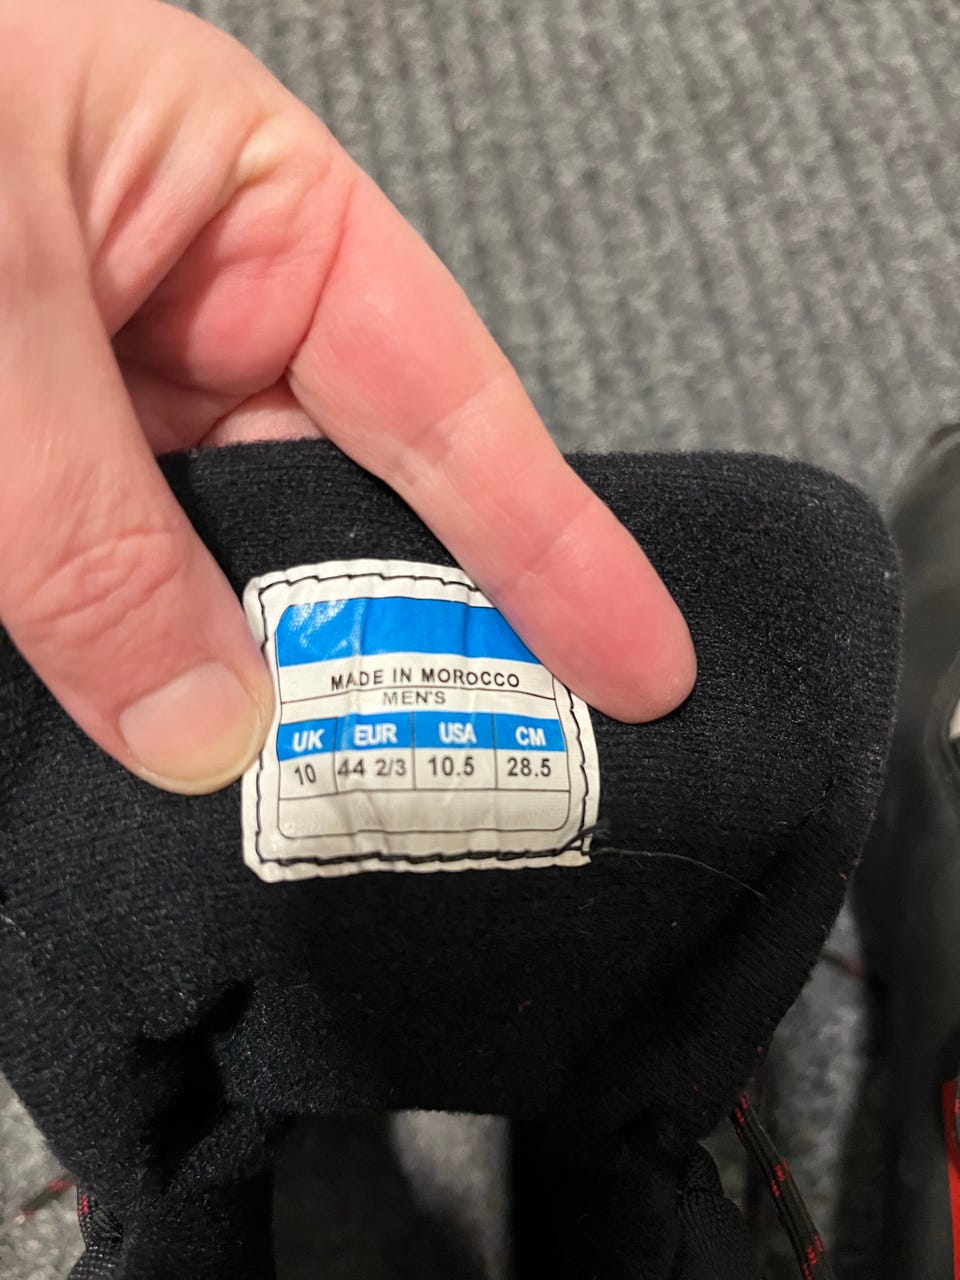 MADE IN MOROCCO
MEN'S
UK EUR USA CM
10 44 2/3 10.5 28.5